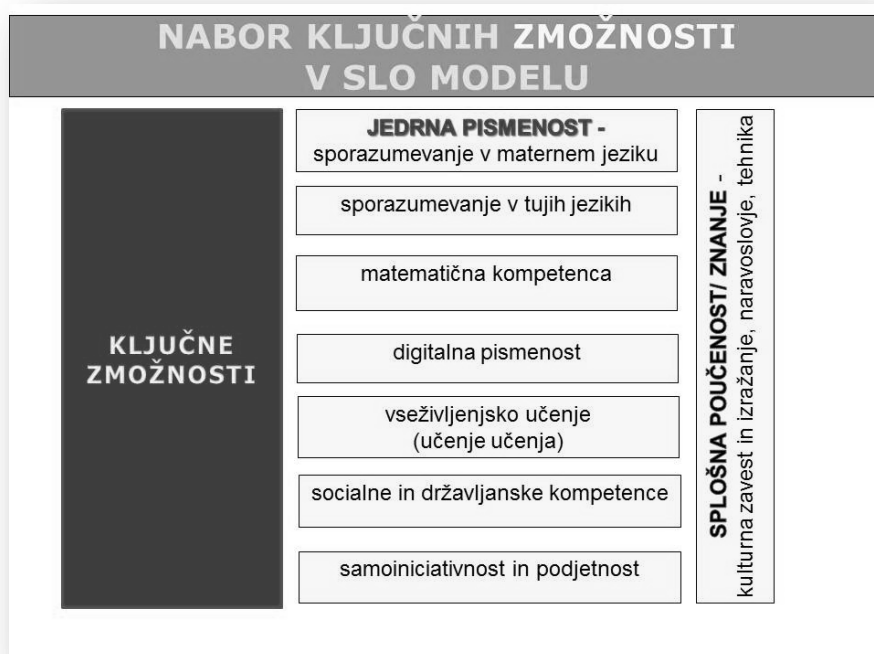 NABOR KLJUČNIH ZMOŽNOSTI
V SLO MODELU
KLJUČNE
ZMOŽNOSTI
JEDRNA PISMENOST -
sporazumevanje v maternem jeziku
sporazumevanje v tujih jezikih
matematična kompetenca
digitalna pismenost
vseživljenjsko učenje
(učenje učenja)
socialne in državljanske kompetence
samoiniciativnost in podjetnost
SPLOŠNA POUČENOST/ ZNANJE -
kulturna zavest in izražanje, naravoslovje, tehnika